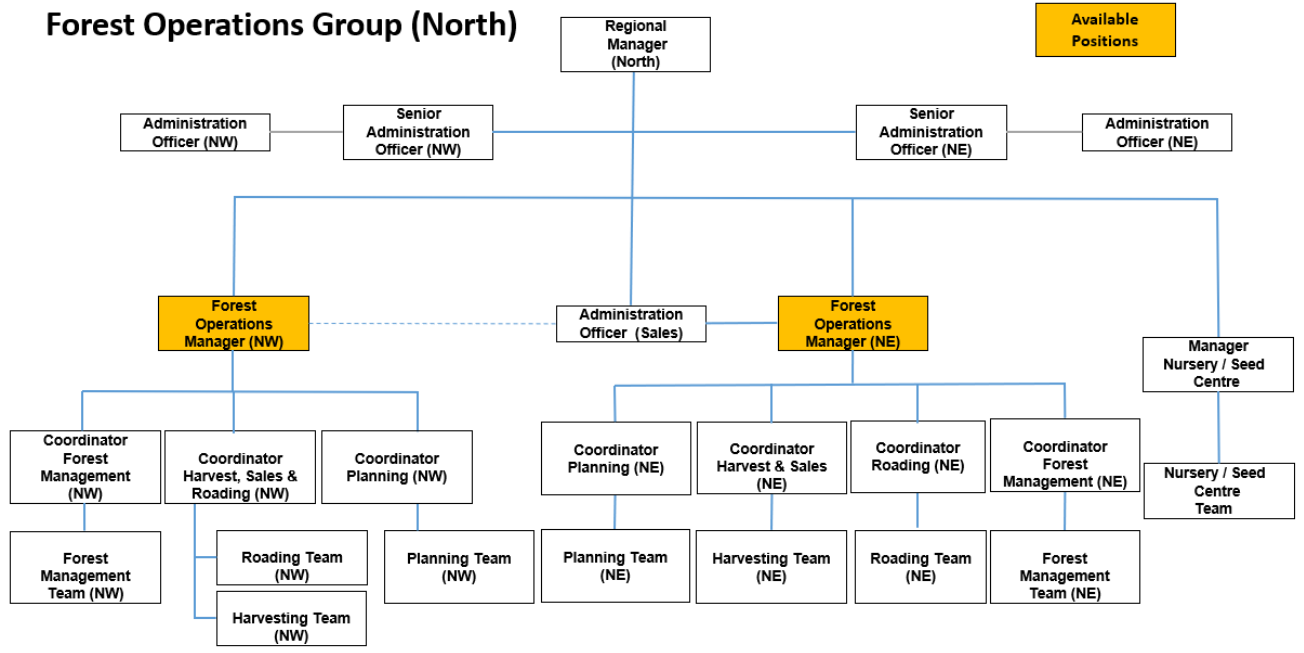 Forest Operations Group (North)
Regional
Manager
(North)
Available
Positions
Administration
Officer (NW)
Senior
Administration
Officer (NW)
Senior
Administration
Officer (NE)
Administration
Officer (NE)
Forest
Operations
Manager (NW)
Administration
Officer (Sales)
Forest
Operations
Manager (NE)
Manager
Nursery / Seed
Centre
Coordinator
Forest
Management
(NW)
Coordinator
Harvest, Sales &
Roading (NW)
Coordinator
Planning (NW)
Coordinator
Planning (NE)
Coordinator
Harvest & Sales
(NE)
Coordinator
Roading (NE)
Coordinator
Forest
Management (NE)
Nursery / Seed
Centre
Team
Forest
Management
Team (NW)
Roading Team
(NW)
Harvesting Team
(NW)
Planning Team
(NW)
Planning Team
(NE)
Harvesting Team
(NE)
Roading Team
(NE)
Forest
Management
Team (NE)